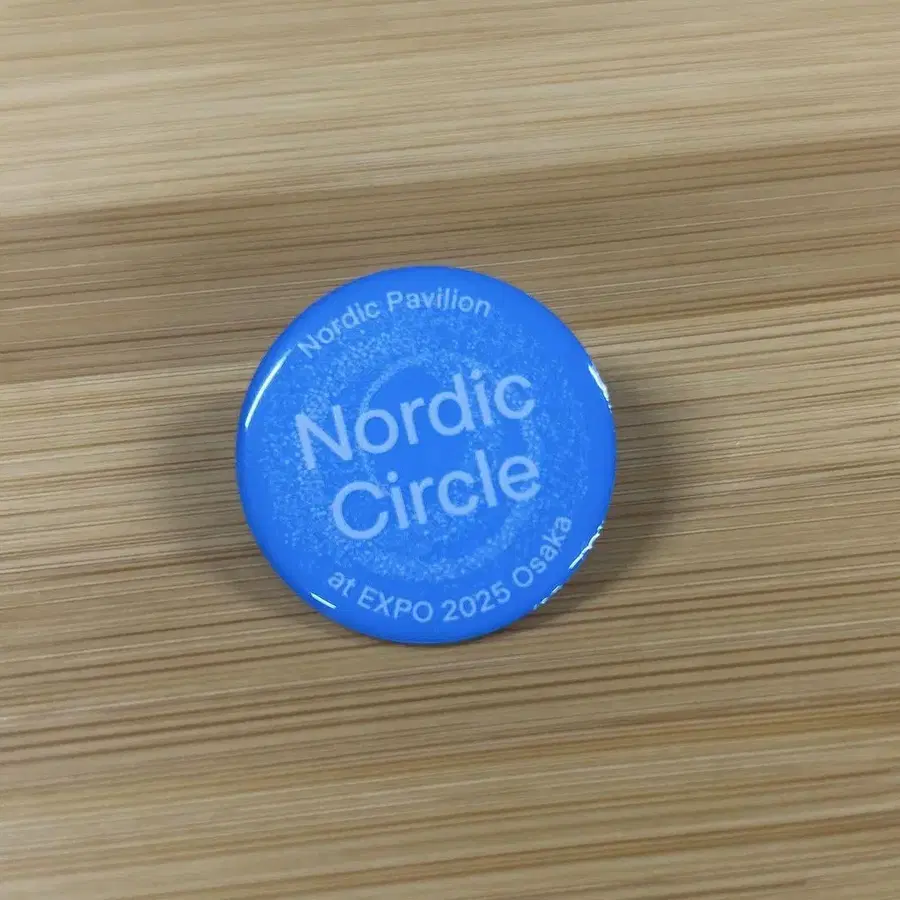 Nordic Pavilion
Nordic
Circle
at EXPO 2025 Osaka